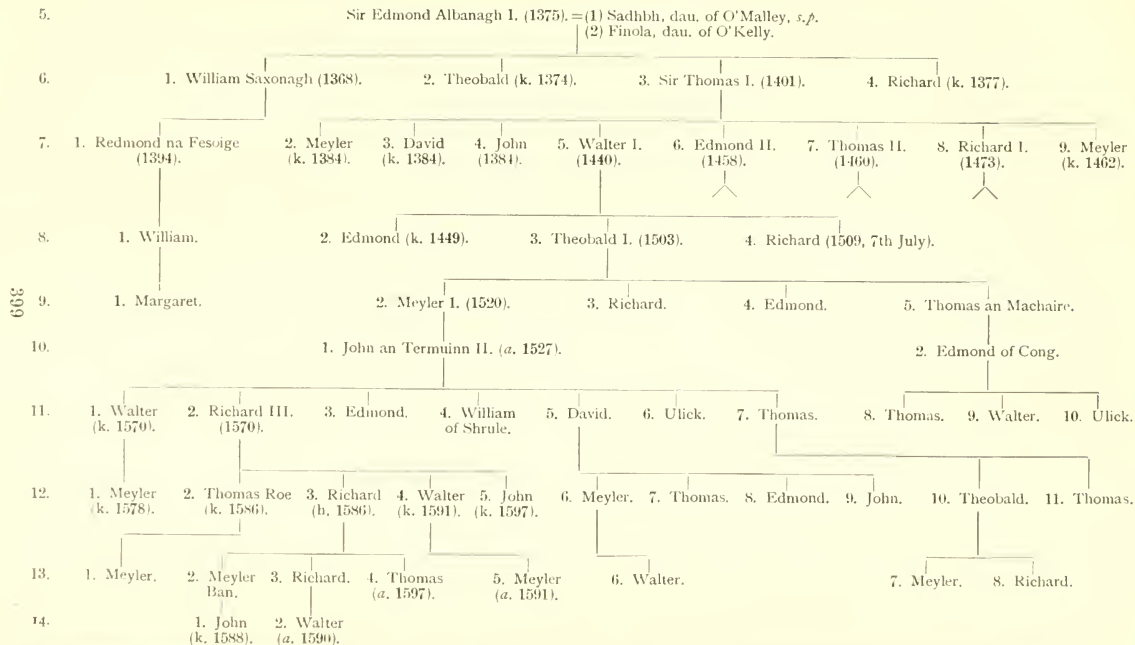 5. Sir Edmond Albanagh I. (1375). = (1) Sadhbh, dau. of O'Malley, s.p.
(2) Finola, dau. of O'Kelly.
6. 1. William Saxonagh (1368). 2. Theobald (k. 1374). 3. Sir Thomas I. (1401). 4. Richard (k. 1377).
7. 1. Redmond na Fesoige 2. Meyler 3. David 4. John 5. Walter I. 6. Edmond II. 7. Thomas II. 8. Richard I. 9. Meyler
(1394). (k. 1384). (k. 1384). (1384). (1440). (1458). (1460). (1473). (k. 1462).
8. 1. William. 2. Edmond (k. 1449). 3. Theobald I. (1503). 4. Richard (1509, 7th July).
399
9. 1. Margaret. 2. Meyler I. (1520). 3. Richard. 4. Edmond. 5. Thomas an Machaire.
10. 1. John an Termuinn II. (a. 1527). 2. Edmond of Cong.
11. 1. Walter 2. Richard III. 3. Edmond. 4. William 5. David. 6. Ulick. 7. Thomas. 8. Thomas. 9. Walter. 10. Ulick.
(k. 1570). (1570). of Shrule.
12. 1. Meyler 2. Thomas Roe 3. Richard 4. Walter 5. John 6. Meyler. 7. Thomas. 8. Edmond. 9. John. 10. Theobald. 11. Thomas.
(k. 1578). (k. 1586). (h. 1586). (k. 1591). (k. 1597).
13. 1. Meyler. 2. Meyler 3. Richard. 4. Thomas 5. Meyler 6. Walter. 7. Meyler. 8. Richard.
Ban. (a. 1597). (a. 1591).
14. 1. John 2. Walter
(k. 1588). (a. 1590).